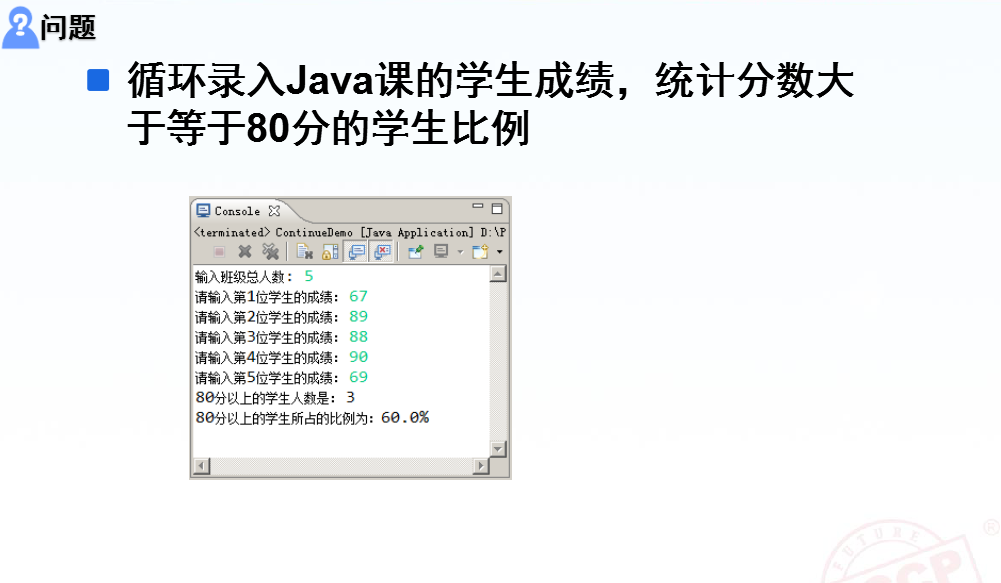 问题
循环录入Java课的学生成绩，统计分数大
于等于80分的学生比例
Console
<terminated> ContinueDemo [Java Application] D:\P
输入班级总人数： 5
请输入第1位学生的成绩：67
请输入第2位学生的成绩：89
请输入第3位学生的成绩：88
请输入第4位学生的成绩：90
请输入第5位学生的成绩：69
80分以上的学生人数是：3
80分以上的学生所占的比例为：60.0%
FUTURE